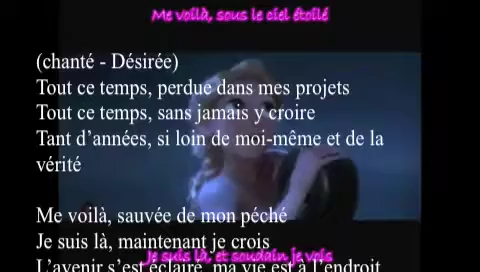 Me voilà, sous le ciel étoilé
(chanté - Désirée)
Tout ce temps, perdue dans mes projets
Tout ce temps, sans jamais y croire
Tant d’années, si loin de moi-même et de la
vérité
Me voilà, sauvée de mon péché
Je suis là, maintenant je crois
Je suis là, et soudain je vois
L’avenir s’est éclairé, ma vie est à l’endroit